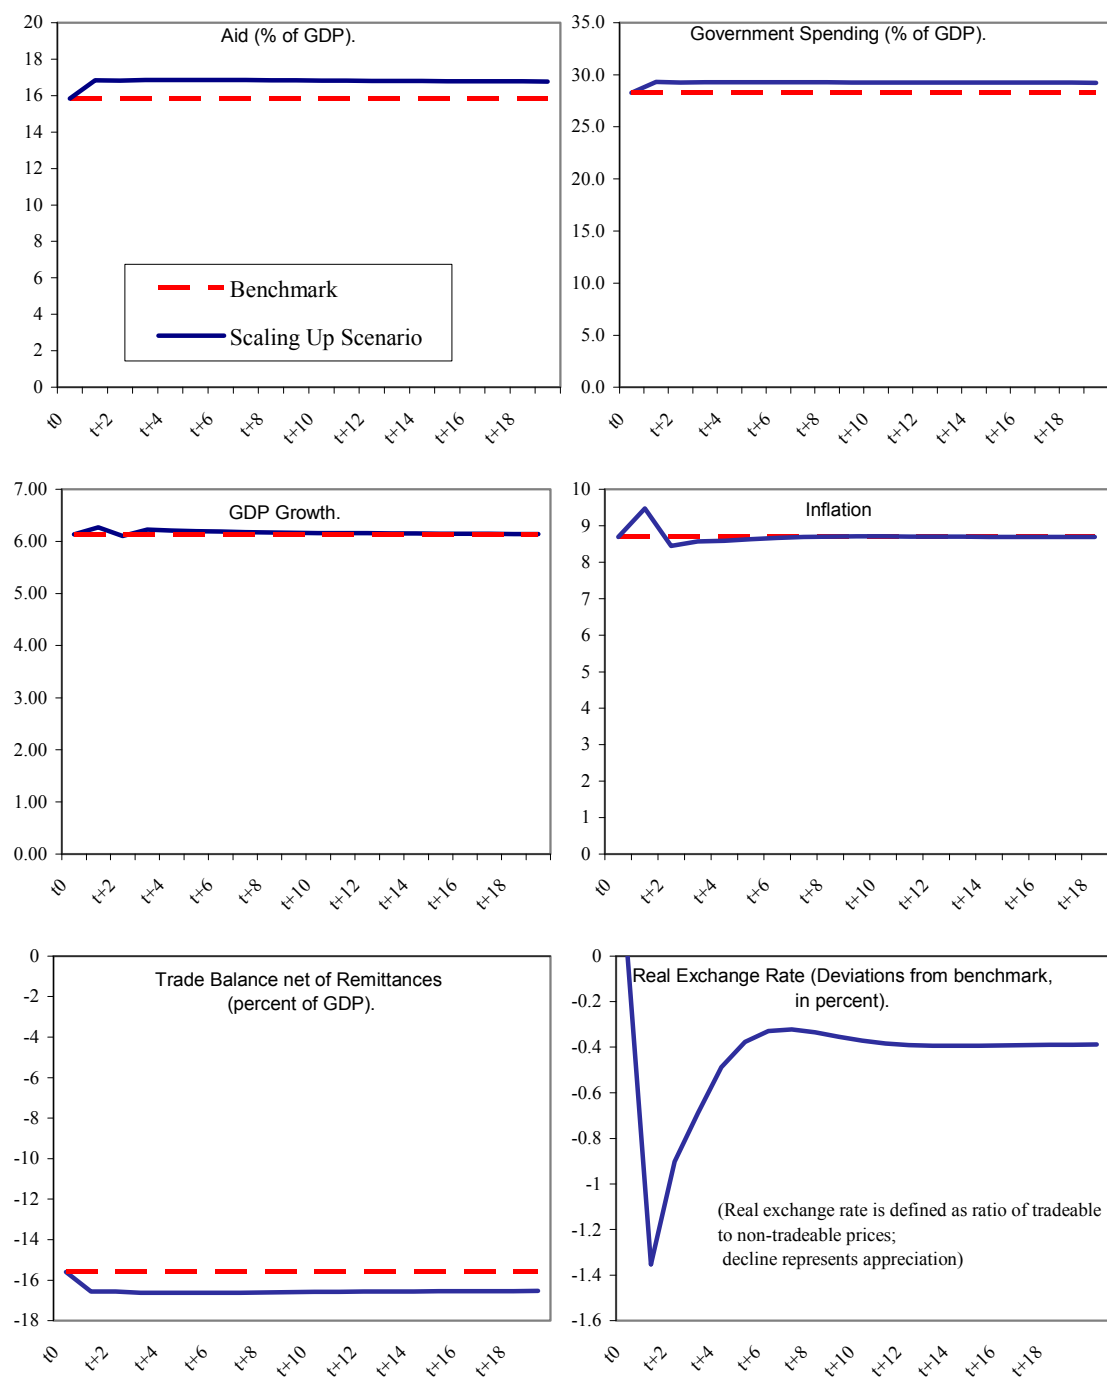 Aid (% of GDP).
20
18
16
14
12
10
8
6
4
2
0
Benchmark
Scaling Up Scenario
t0
t+2
t+4
t+6
t+8
t+10
t+12
t+14
t+16
t+18
Government Spending (% of GDP).
35.0
30.0
25.0
20.0
15.0
10.0
5.0
0.0
t0
t+2
t+4
t+6
t+8
t+10
t+12
t+14
t+16
t+18
GDP Growth.
7.00
6.00
5.00
4.00
3.00
2.00
1.00
0.00
t0
t+2
t+4
t+6
t+8
t+10
t+12
t+14
t+16
t+18
Inflation
10
9
8
7
6
5
4
3
2
1
0
t0
t+2
t+4
t+6
t+8
t+10
t+12
t+14
t+16
t+18
Trade Balance net of Remittances
(percent of GDP).
0
-2
-4
-6
-8
-10
-12
-14
-16
-18
t0
t+2
t+4
t+6
t+8
t+10
t+12
t+14
t+16
t+18
Real Exchange Rate (Deviations from benchmark,
in percent).
0
-0.2
-0.4
-0.6
-0.8
-1
-1.2
-1.4
-1.6
(Real exchange rate is defined as ratio of tradeable
to non-tradeable prices;
decline represents appreciation)
t0
t+2
t+4
t+6
t+8
t+10
t+12
t+14
t+16
t+18